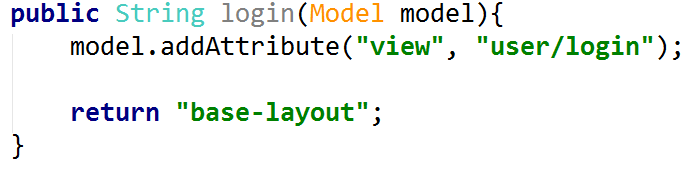 public String login(Model model){
    model.addAttribute("view", "user/login");
    return "base-layout";
}